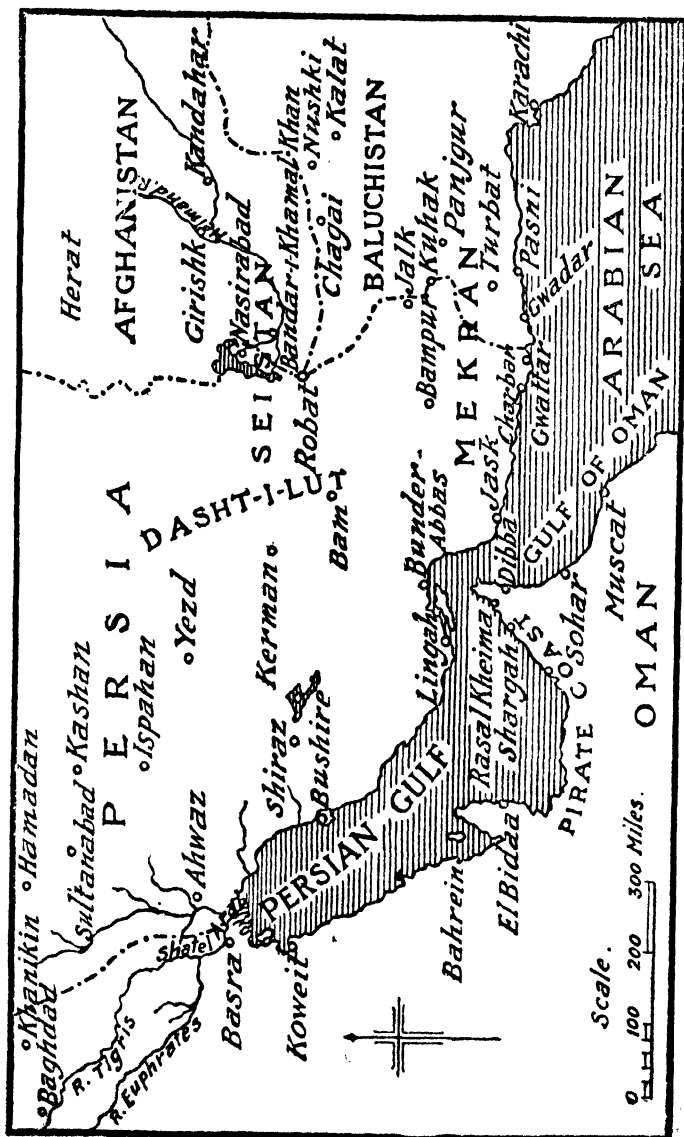 Khanikin
Hamadan
Herat
Baghdad
Sultanabad
Kashan
AFGHANISTAN
R. Tigris
R. Euphrates
Ahwaz
PERSIA
Ispahan
Yezd
Girishk
Helmand R.
Kandahar
Shat el Arab
Basra
DASHT-I-LUT
Nasirabad
SEISTAN
Bandar-i-Khamal-Khan
Koweit
Shiraz
Kerman
Robat
Nushki
Bushire
Bam
Chagai
Kalat
PERSIAN GULF
BALUCHISTAN
Lingah
Bunder-
Abbas
Bampur
Jalk
Kuhak
Panjgur
Bahrein
MEKRAN
Turbat
El Bidaa
Ras al Kheima
Shargah
Dibba
Jask
Charbar
Gwattar
Gwadar
Pasni
Karachi
PIRATE COAST
Sohar
GULF OF OMAN
ARABIAN
SEA
Muscat
OMAN
Scale.
0 100 200 300 Miles.